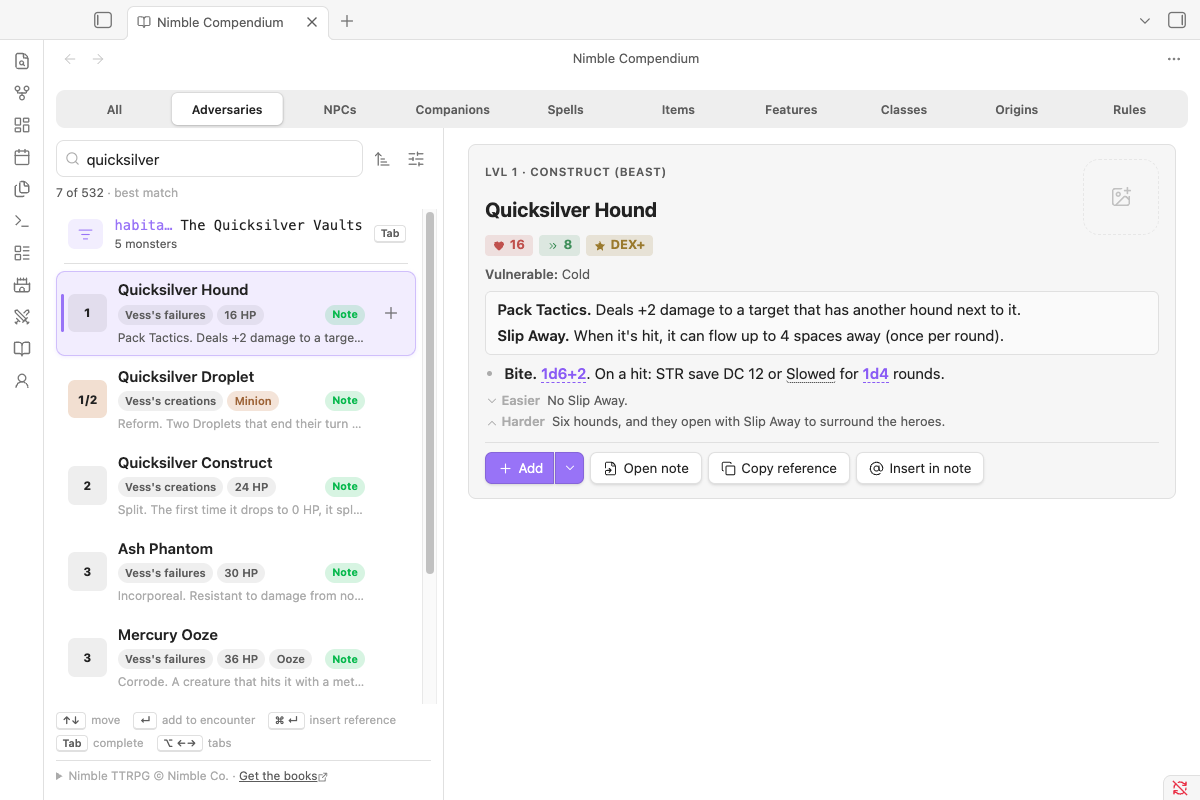 Nimble Compendium
Nimble Compendium
All Adversaries NPCs Companions Spells Items Features Classes Origins Rules
quicksilver
7 of 532 · best match
habita… The Quicksilver Vaults Tab
5 monsters
1 Quicksilver Hound
Vess's failures 16 HP Note
Pack Tactics. Deals +2 damage to a targe…
1/2 Quicksilver Droplet
Vess's creations Minion Note
Reform. Two Droplets that end their turn …
2 Quicksilver Construct
Vess's creations 24 HP Note
Split. The first time it drops to 0 HP, it spl…
3 Ash Phantom
Vess's failures 30 HP Note
Incorporeal. Resistant to damage from no…
3 Mercury Ooze
Vess's failures 36 HP Ooze Note
Corrode. A creature that hits it with a met…
↑↓ move ↵ add to encounter ⌘ ↵ insert reference
Tab complete ⌥ ←→ tabs
Nimble TTRPG © Nimble Co. · Get the books
LVL 1 · CONSTRUCT (BEAST)
Quicksilver Hound
16 8 DEX+
Vulnerable: Cold
Pack Tactics. Deals +2 damage to a target that has another hound next to it.
Slip Away. When it's hit, it can flow up to 4 spaces away (once per round).
• Bite. 1d6+2. On a hit: STR save DC 12 or Slowed for 1d4 rounds.
Easier No Slip Away.
Harder Six hounds, and they open with Slip Away to surround the heroes.
+ Add Open note Copy reference Insert in note